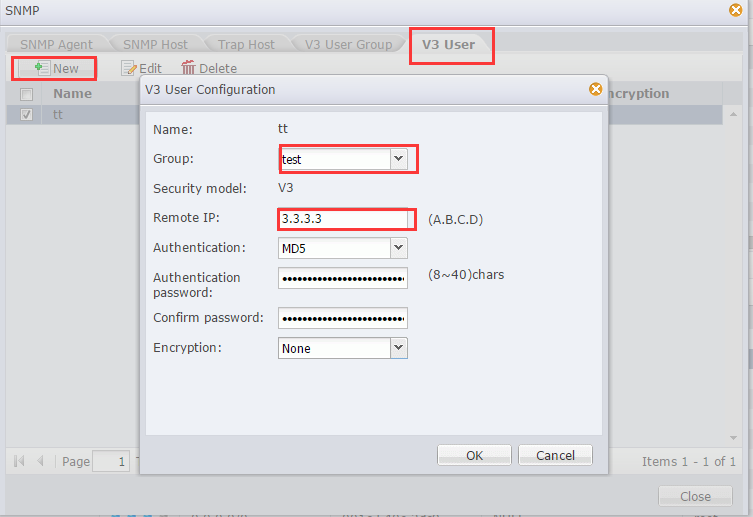 SNMP
SNMP Agent SNMP Host Trap Host V3 User Group V3 User
New Edit Delete
Name
tt
V3 User Configuration
Name: tt
Group: test
Security model: V3
Remote IP: 3.3.3.3 (A.B.C.D)
Authentication: MD5
Authentication
password: (8~40)chars
Confirm password:
Encryption: None
OK Cancel
Page 1 Items 1 - 1 of 1
Close